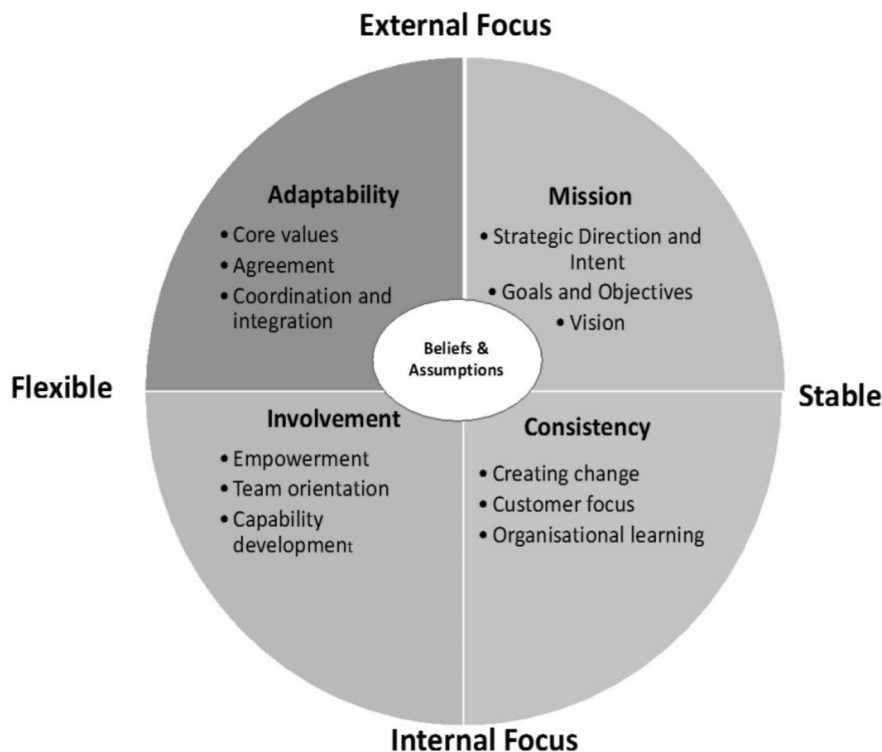 External Focus
Adaptability
• Core values
• Agreement
• Coordination and
integration
Mission
• Strategic Direction and
Intent
• Goals and Objectives
• Vision
Beliefs &
Assumptions
Flexible
Stable
Involvement
• Empowerment
• Team orientation
• Capability
development
Consistency
• Creating change
• Customer focus
• Organisational learning
Internal Focus